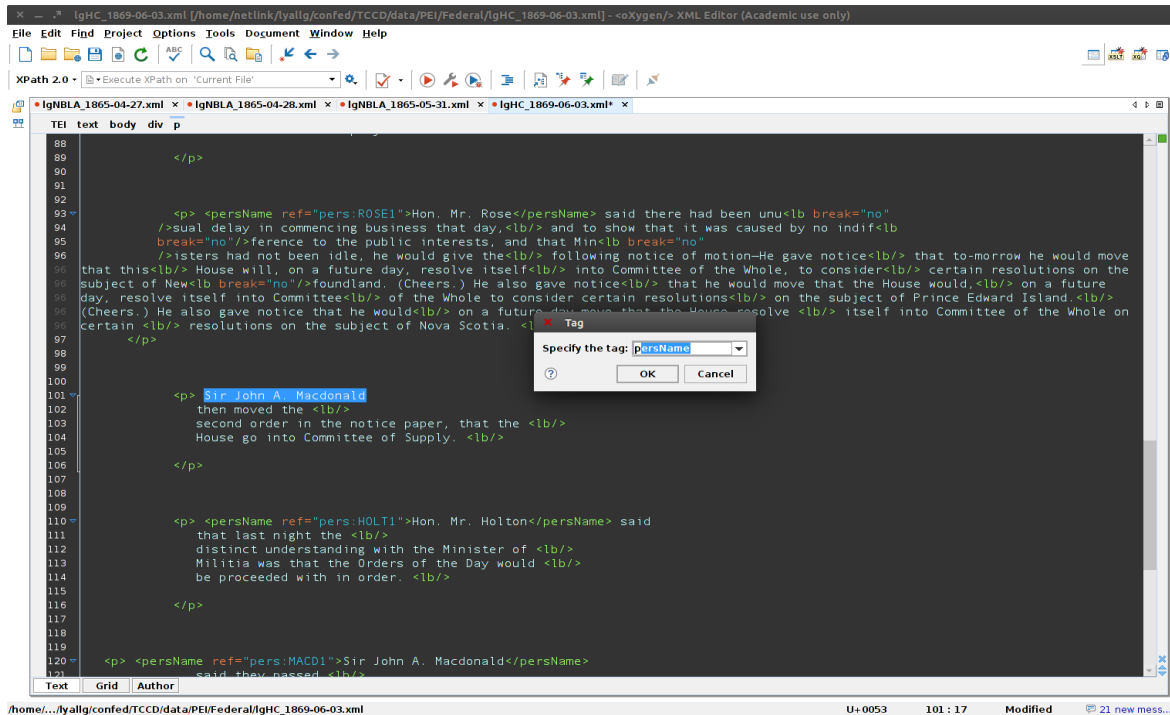 lgHC_1869-06-03.xml [/home/netlink/lyallg/confed/TCCD/data/PEI/Federal/lgHC_1869-06-03.xml] - <oXygen/> XML Editor (Academic use only)
File Edit Find Project Options Tools Document Window Help
XPath 2.0 Execute XPath on 'Current File'
lgNBLA_1865-04-27.xml × lgNBLA_1865-04-28.xml × lgNBLA_1865-05-31.xml × lgHC_1869-06-03.xml* ×
TEI text body div p
88
89 </p>
90
91
92
93 <p> <persName ref="pers:ROSE1">Hon. Mr. Rose</persName> said there had been unu<lb break="no"
94 />sual delay in commencing business that day,<lb/> and to show that it was caused by no indif<lb
95 break="no"/>ference to the public interests, and that Min<lb break="no"
96 />isters had not been idle, he would give the<lb/> following notice of motion—He gave notice<lb/> that to-morrow he would move
96 that this<lb/> House will, on a future day, resolve itself<lb/> into Committee of the Whole, to consider<lb/> certain resolutions on the
96 subject of New<lb break="no"/>foundland. (Cheers.) He also gave notice<lb/> that he would move that the House would,<lb/> on a future
96 day, resolve itself into Committee<lb/> of the Whole to consider certain resolutions<lb/> on the subject of Prince Edward Island.<lb/>
96 (Cheers.) He also gave notice that he would<lb/> on a future day move that the House resolve <lb/> itself into Committee of the Whole on
96 certain <lb/> resolutions on the subject of Nova Scotia. <l
97 </p>
98
99
100
101 <p> Sir John A. Macdonald
102 then moved the <lb/>
103 second order in the notice paper, that the <lb/>
104 House go into Committee of Supply. <lb/>
105
106 </p>
107
108
109
110 <p> <persName ref="pers:HOLT1">Hon. Mr. Holton</persName> said
111 that last night the <lb/>
112 distinct understanding with the Minister of <lb/>
113 Militia was that the Orders of the Day would <lb/>
114 be proceeded with in order. <lb/>
115
116 </p>
117
118
119
120 <p> <persName ref="pers:MACD1">Sir John A. Macdonald</persName>
121 said they passed <lb/>
Tag
Specify the tag: persName
OK Cancel
Text Grid Author
/home/.../lyallg/confed/TCCD/data/PEI/Federal/lgHC_1869-06-03.xml U+0053 101 : 17 Modified 21 new mess...